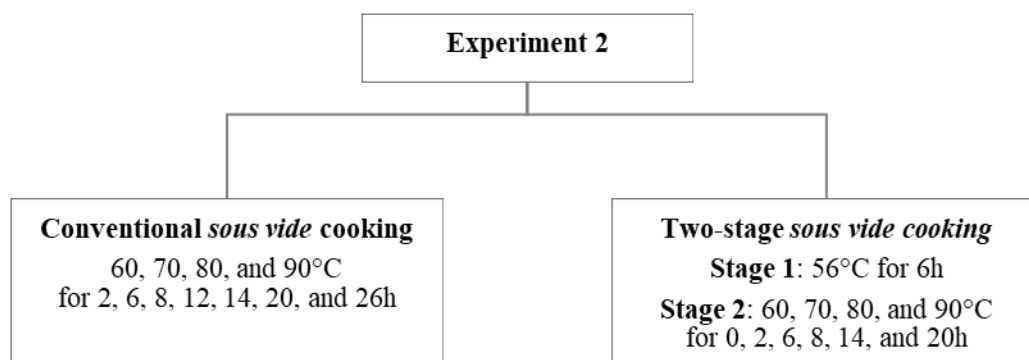 Experiment 2
Conventional sous vide cooking
60, 70, 80, and 90°C
for 2, 6, 8, 12, 14, 20, and 26h
Two-stage sous vide cooking
Stage 1: 56°C for 6h
Stage 2: 60, 70, 80, and 90°C
for 0, 2, 6, 8, 14, and 20h